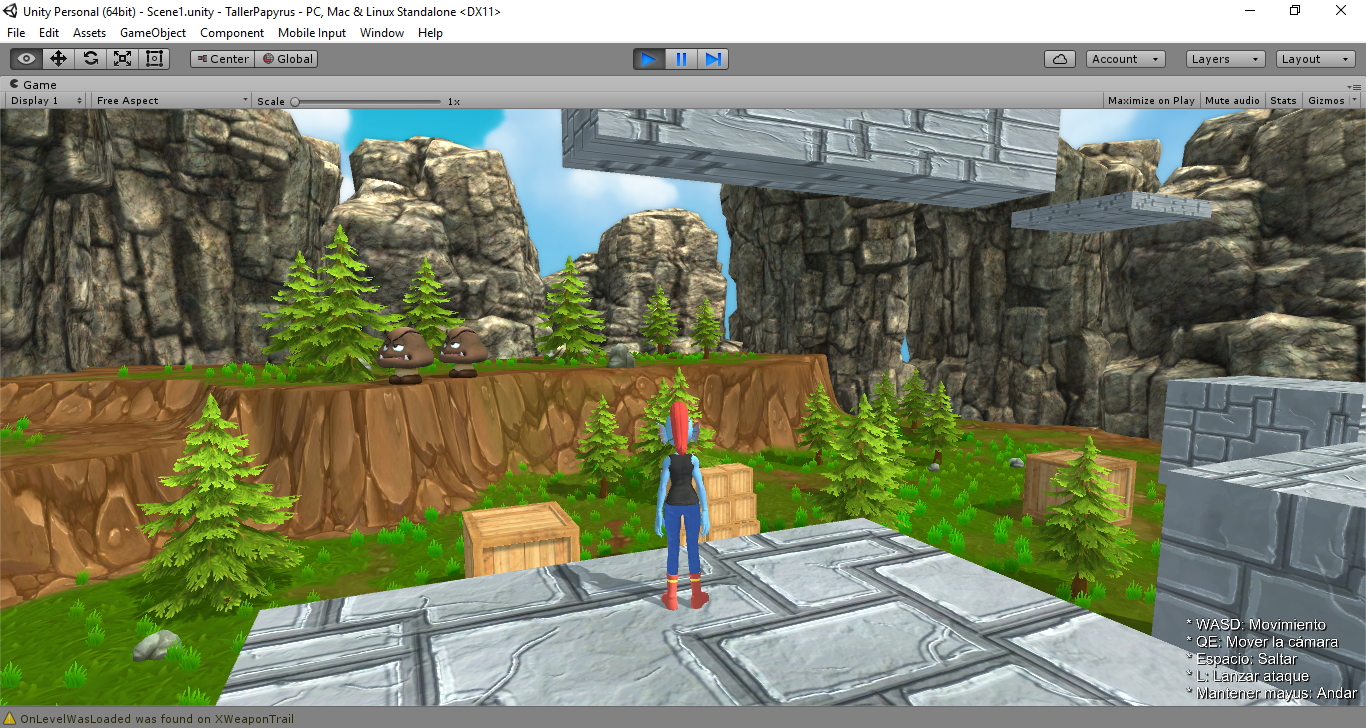 Unity Personal (64bit) - Scene1.unity - TallerPapyrus - PC, Mac & Linux Standalone <DX11>
File Edit Assets GameObject Component Mobile Input Window Help
Center Global Account Layers Layout
Game
Display 1 Free Aspect Scale 1x Maximize on Play Mute audio Stats Gizmos
* WASD: Movimiento
* QE: Mover la cámara
* Espacio: Saltar
* L: Lanzar ataque
* Mantener mayus: Andar
OnLevelWasLoaded was found on XWeaponTrail